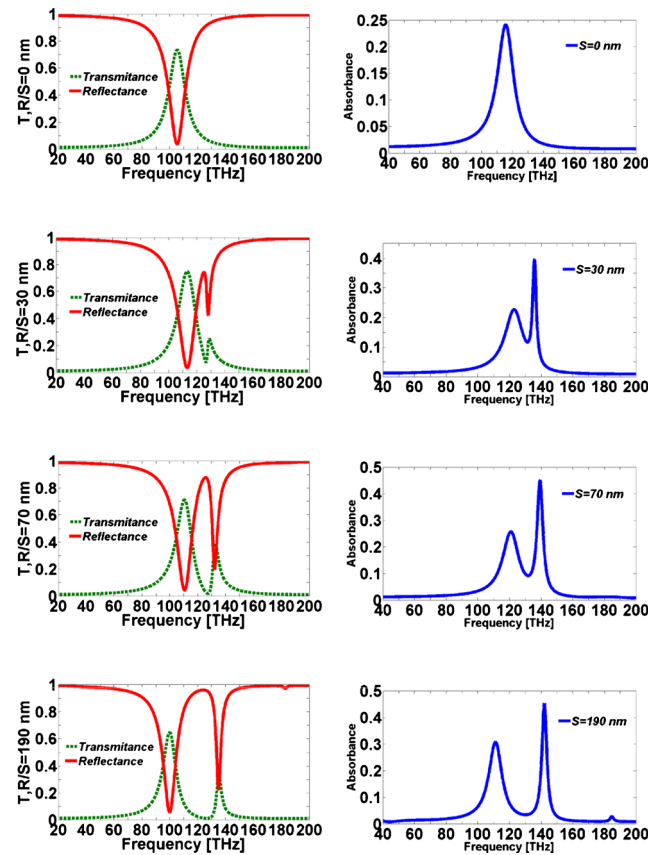 T,R/S=0 nm
1
0.8
0.6
0.4
0.2
0
Transmitance
Reflectance
20 40 60 80 100 120 140 160 180 200
Frequency [THz]
Absorbance
0.25
0.2
0.15
0.1
0.05
0
S=0 nm
40 60 80 100 120 140 160 180 200
Frequency [THz]
T,R/S=30 nm
1
0.8
0.6
0.4
0.2
0
Transmitance
Reflectance
20 40 60 80 100 120 140 160 180 200
Frequency [THz]
Absorbance
0.4
0.3
0.2
0.1
0
S=30 nm
40 60 80 100 120 140 160 180 200
Frequency [THz]
T,R/S=70 nm
1
0.8
0.6
0.4
0.2
0
Transmitance
Reflectance
20 40 60 80 100 120 140 160 180 200
Frequency [THz]
Absorbance
0.5
0.4
0.3
0.2
0.1
0
S=70 nm
40 60 80 100 120 140 160 180 200
Frequency [THz]
T,R/S=190 nm
1
0.8
0.6
0.4
0.2
0
Transmitance
Reflectance
20 40 60 80 100 120 140 160 180 200
Frequency [THz]
Absorbance
0.5
0.4
0.3
0.2
0.1
0
S=190 nm
40 60 80 100 120 140 160 180 200
Frequency [THz]